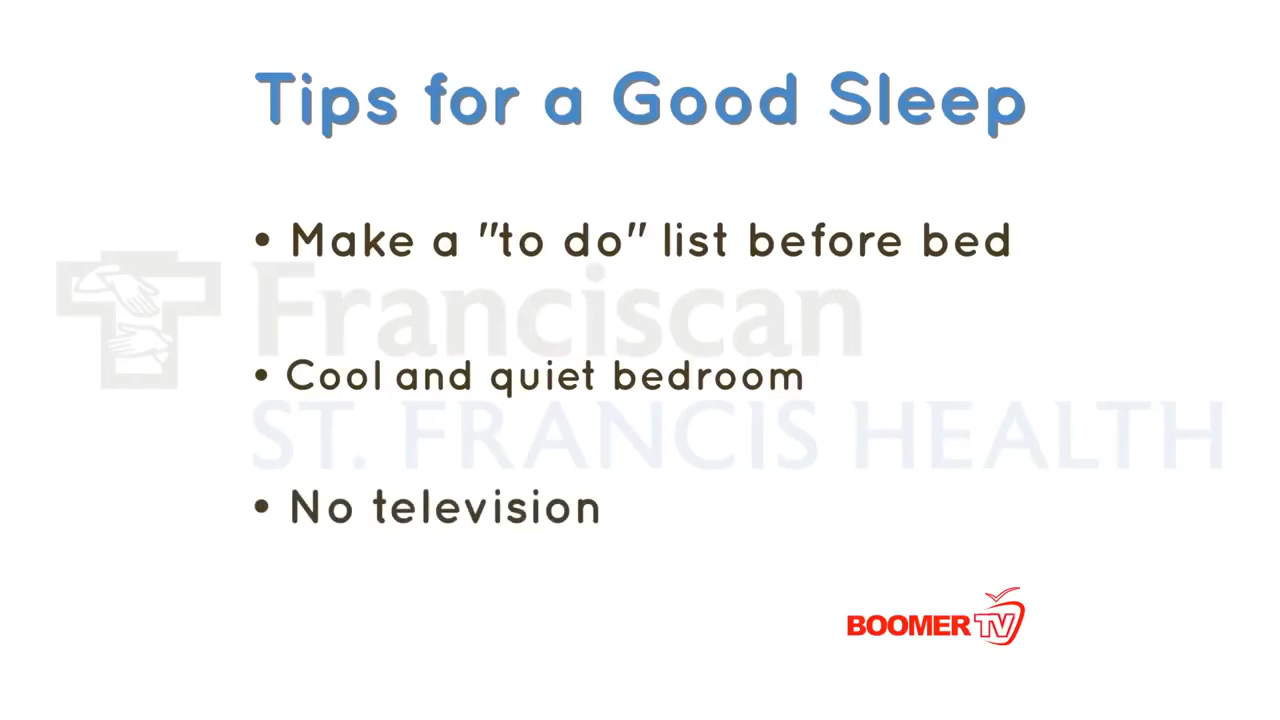 Tips for a Good Sleep
• Make a "to do" list before bed
Franciscan
• Cool and quiet bedroom
ST. FRANCIS HEALTH
• No television
BOOMER TV